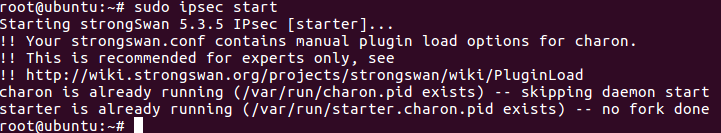 root@ubuntu:~# sudo ipsec start
Starting strongSwan 5.3.5 IPsec [starter]...
!! Your strongswan.conf contains manual plugin load options for charon.
!! This is recommended for experts only, see
!! http://wiki.strongswan.org/projects/strongswan/wiki/PluginLoad
charon is already running (/var/run/charon.pid exists) -- skipping daemon start
starter is already running (/var/run/starter.charon.pid exists) -- no fork done
root@ubuntu:~#